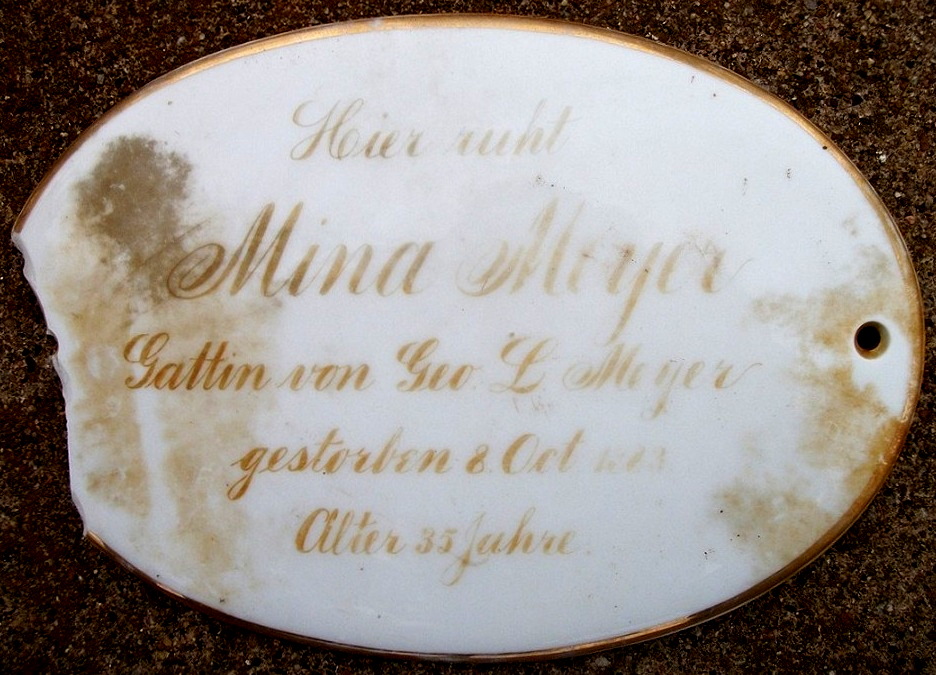 Hier ruht
Mina Meyer
Gattin von Geo. L. Meyer
gestorben 8. Oct
Alter 35 Jahre